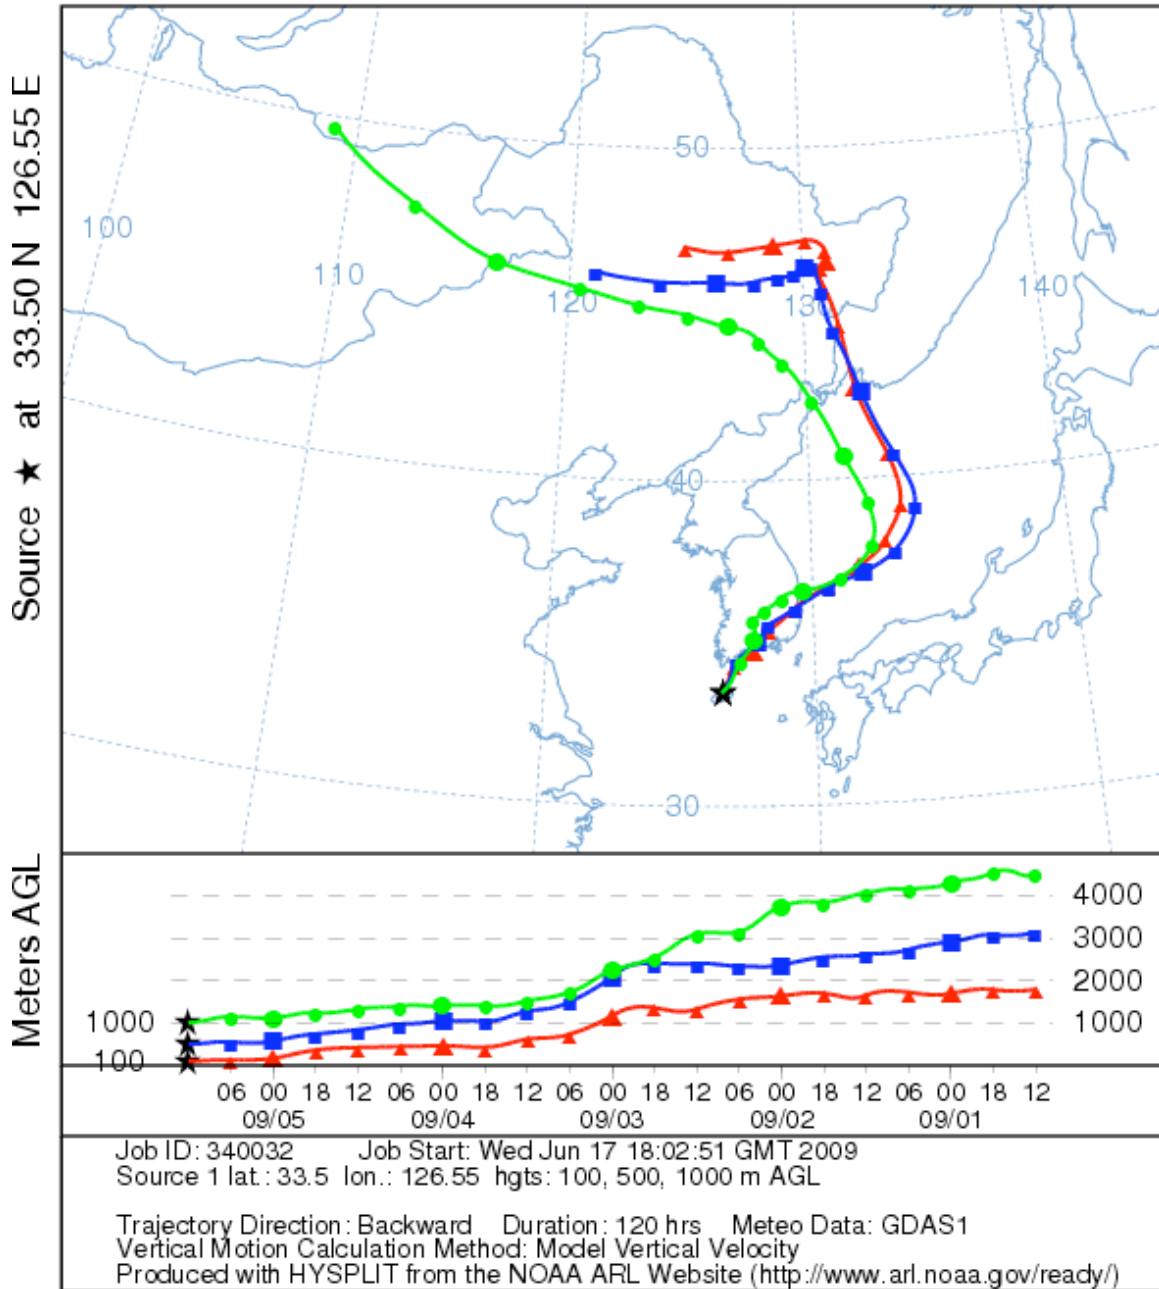 Source ★ at 33.50 N 126.55 E
50
100
110
120
130
140
40
30
Meters AGL
4000
3000
2000
1000 1000
100
06 00 18 12 06 00 18 12 06 00 18 12 06 00 18 12 06 00 18 12
09/05 09/04 09/03 09/02 09/01
Job ID: 340032 Job Start: Wed Jun 17 18:02:51 GMT 2009
Source 1 lat.: 33.5 lon.: 126.55 hgts: 100, 500, 1000 m AGL
Trajectory Direction: Backward Duration: 120 hrs Meteo Data: GDAS1
Vertical Motion Calculation Method: Model Vertical Velocity
Produced with HYSPLIT from the NOAA ARL Website (http://www.arl.noaa.gov/ready/)